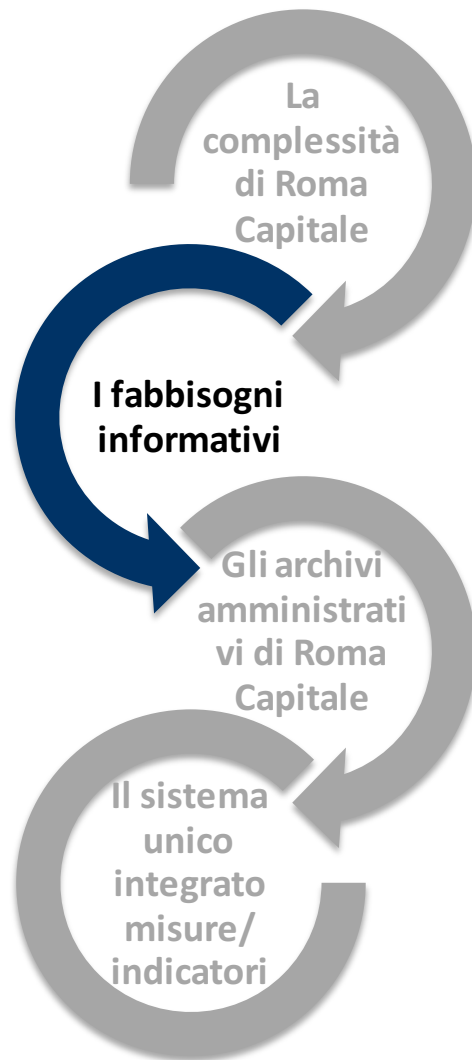 La
complessità
di Roma
Capitale
I fabbisogni
informativi
Gli archivi
amministrati
vi di Roma
Capitale
Il sistema
unico
integrato
misure/
indicatori